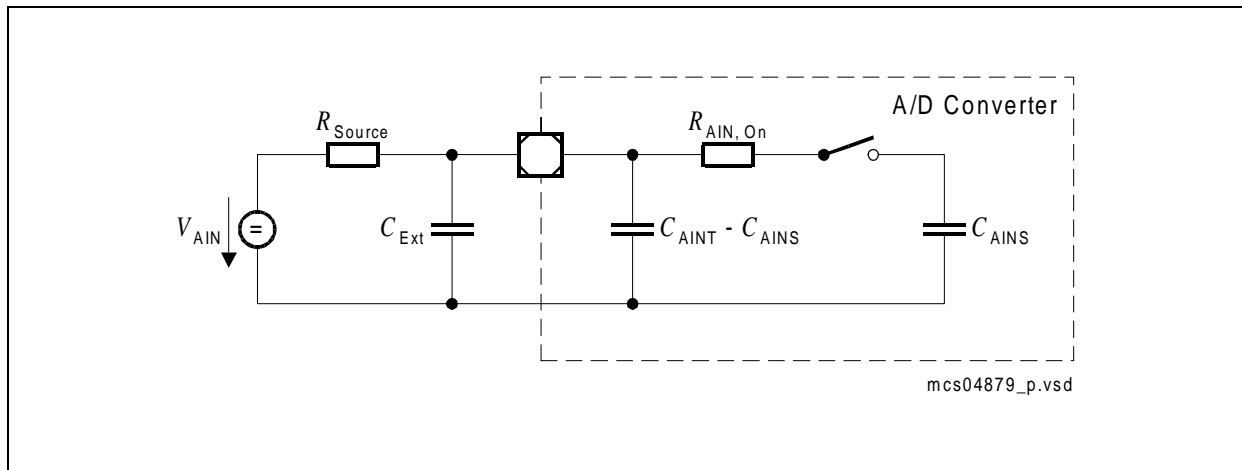 A/D Converter
R Source
R AIN, On
V AIN
=
C Ext
C AINT - C AINS
C AINS
mcs04879_p.vsd